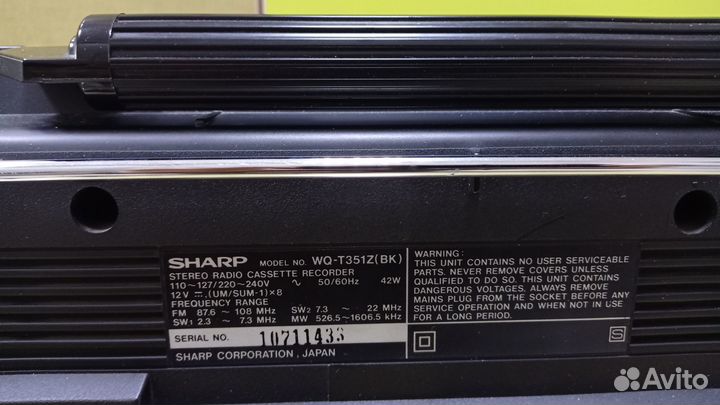 SHARP MODEL NO. WQ-T351Z(BK)
STEREO RADIO CASSETTE RECORDER
110~127/220~240V ∿ 50/60Hz 42W
12V ⎓, (UM/SUM-1)×8
FREQUENCY RANGE
FM 87.6 ~ 108 MHz SW2 7.3 ~ 22 MHz
SW1 2.3 ~ 7.3 MHz MW 526.5~1606.5 kHz
SERIAL NO. 10711433
SHARP CORPORATION, JAPAN
WARNING:
THIS UNIT CONTAINS NO USER SERVICEABLE
PARTS. NEVER REMOVE COVERS UNLESS
QUALIFIED TO DO SO. THIS UNIT CONTAINS
DANGEROUS VOLTAGES, ALWAYS REMOVE MAINS
PLUG FROM THE SOCKET BEFORE ANY
SERVICE OPERATION AND WHEN NOT IN USE
FOR A LONG PERIOD.
S
Avito